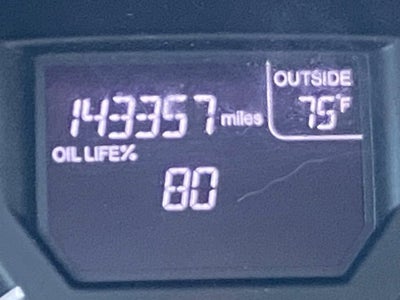 OUTSIDE
143357 miles 75°F
OIL LIFE%
80